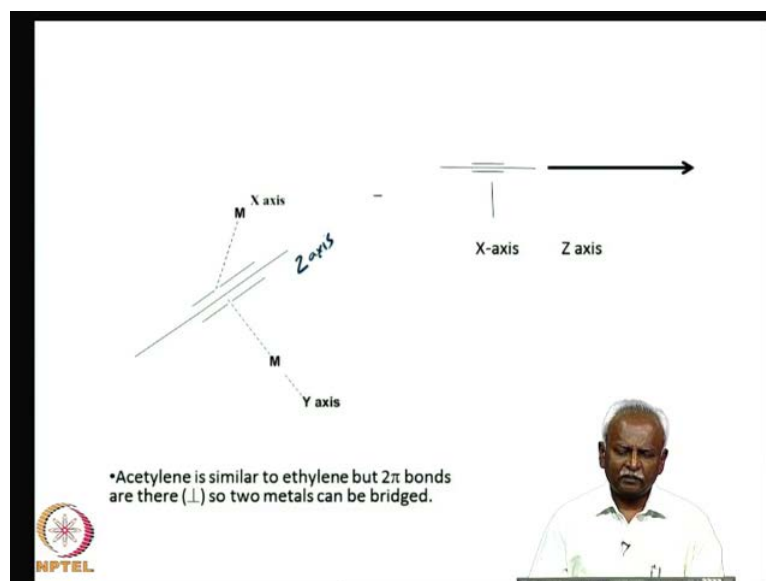 X axis
M
Z axis
X-axis Z axis
M
Y axis
•Acetylene is similar to ethylene but 2π bonds
are there (⊥) so two metals can be bridged.
NPTEL